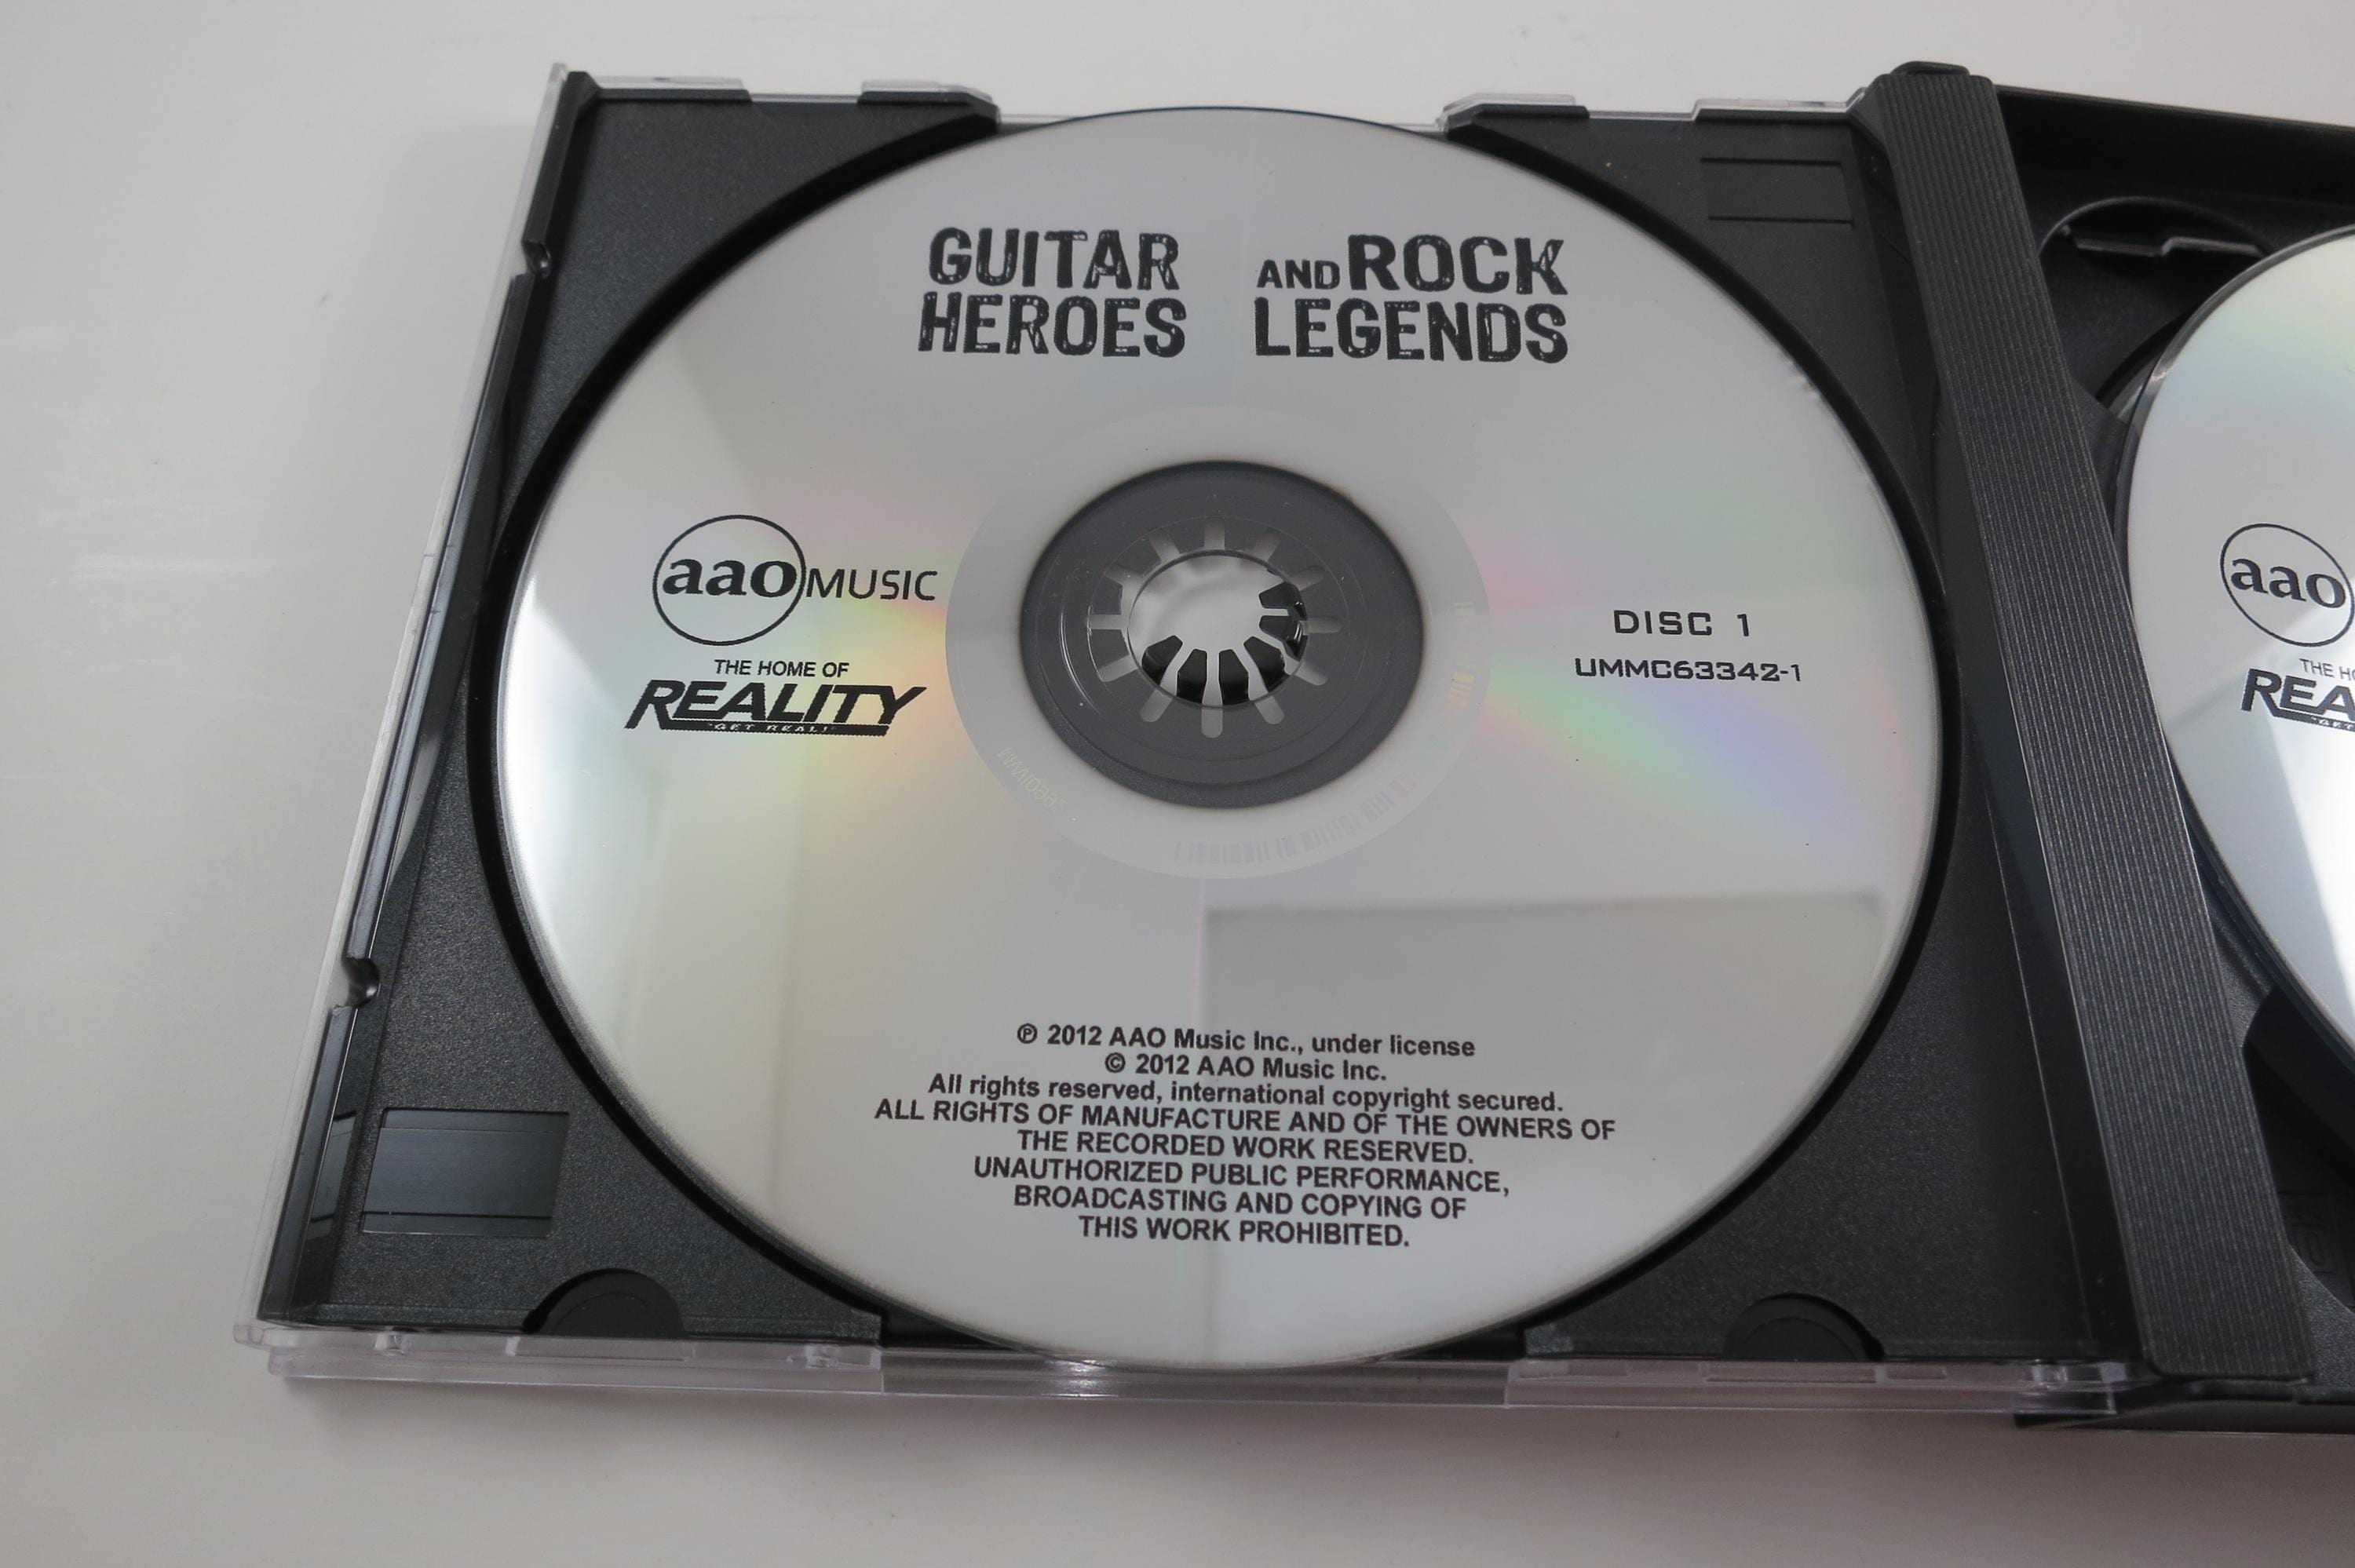 GUITAR
HEROES
AND ROCK
LEGENDS
aao MUSIC
THE HOME OF
REALITY
"GET REAL!"
DISC 1
UMMC63342-1
℗ 2012 AAO Music Inc., under license
© 2012 AAO Music Inc.
All rights reserved, international copyright secured.
ALL RIGHTS OF MANUFACTURE AND OF THE OWNERS OF
THE RECORDED WORK RESERVED.
UNAUTHORIZED PUBLIC PERFORMANCE,
BROADCASTING AND COPYING OF
THIS WORK PROHIBITED.
aao